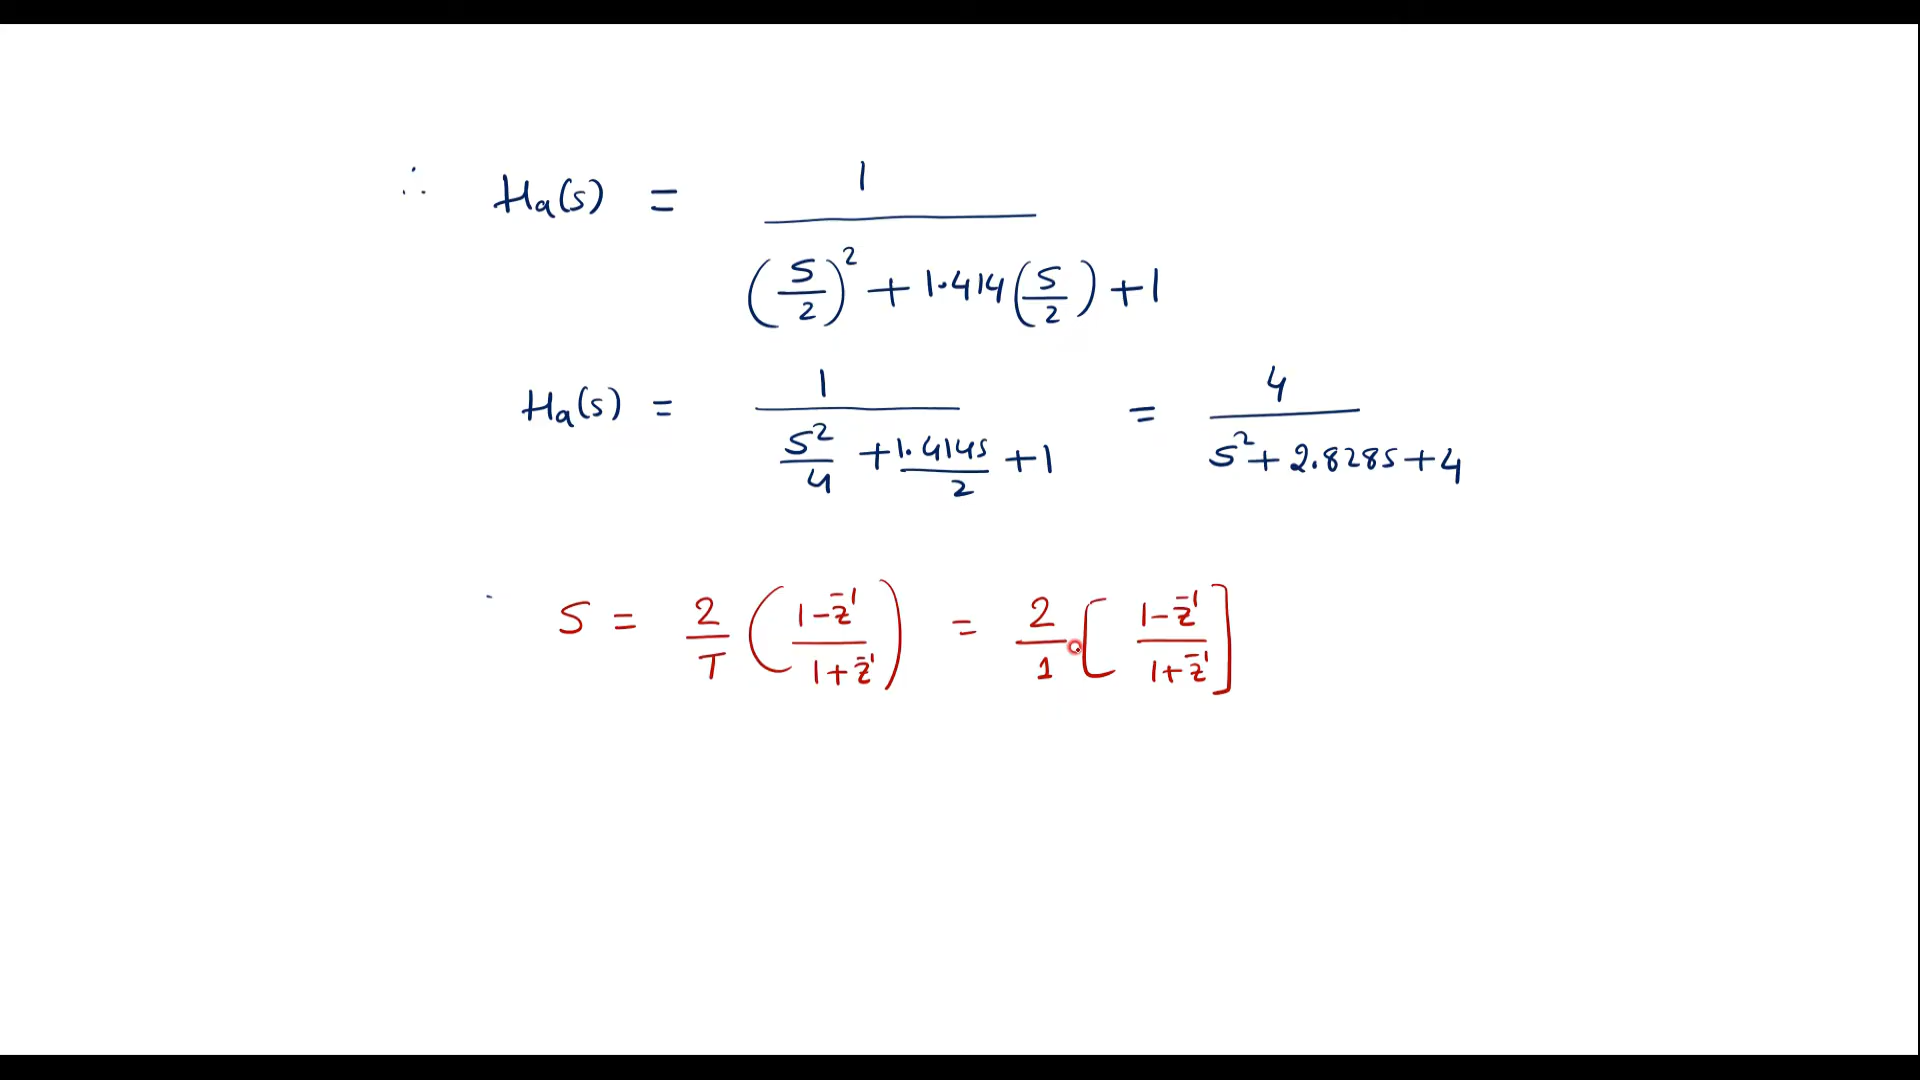 ∴ Ha(s) = 1 / ((s/2)² + 1.414(s/2) + 1)
Ha(s) = 1 / (s²/4 + 1.414s/2 + 1) = 4 / (s² + 2.828s + 4)
S = 2/T ((1-z⁻¹)/(1+z⁻¹)) = 2/1 [(1-z⁻¹)/(1+z⁻¹)]